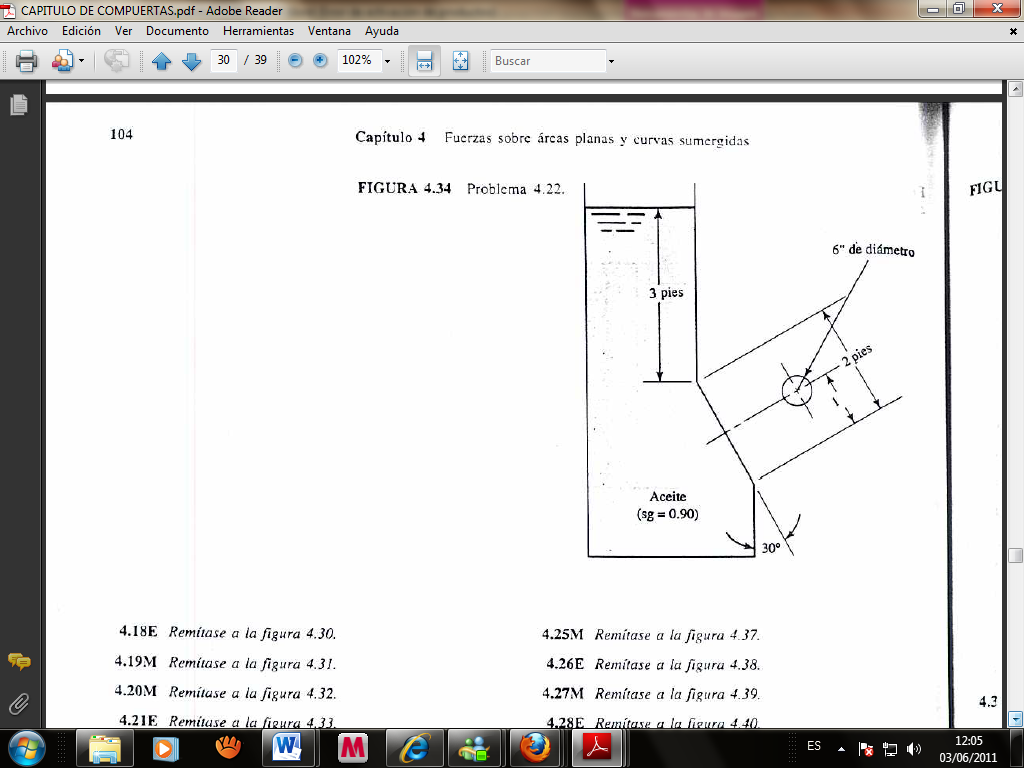 CAPITULO DE COMPUERTAS.pdf - Adobe Reader
Archivo Edición Ver Documento Herramientas Ventana Ayuda
30 / 39 102% Buscar
104 Capítulo 4 Fuerzas sobre áreas planas y curvas sumergidas
FIGURA 4.34 Problema 4.22.
FIGU
6" de diámetro
3 pies
2 pies
1
Aceite
(sg = 0.90)
30°
4.18E Remítase a la figura 4.30.
4.19M Remítase a la figura 4.31.
4.20M Remítase a la figura 4.32.
4.21E Remítase a la figura 4.33.
4.25M Remítase a la figura 4.37.
4.26E Remítase a la figura 4.38.
4.27M Remítase a la figura 4.39.
4.28E Remítase a la figura 4.40.
4.3
ES
12:05
03/06/2011